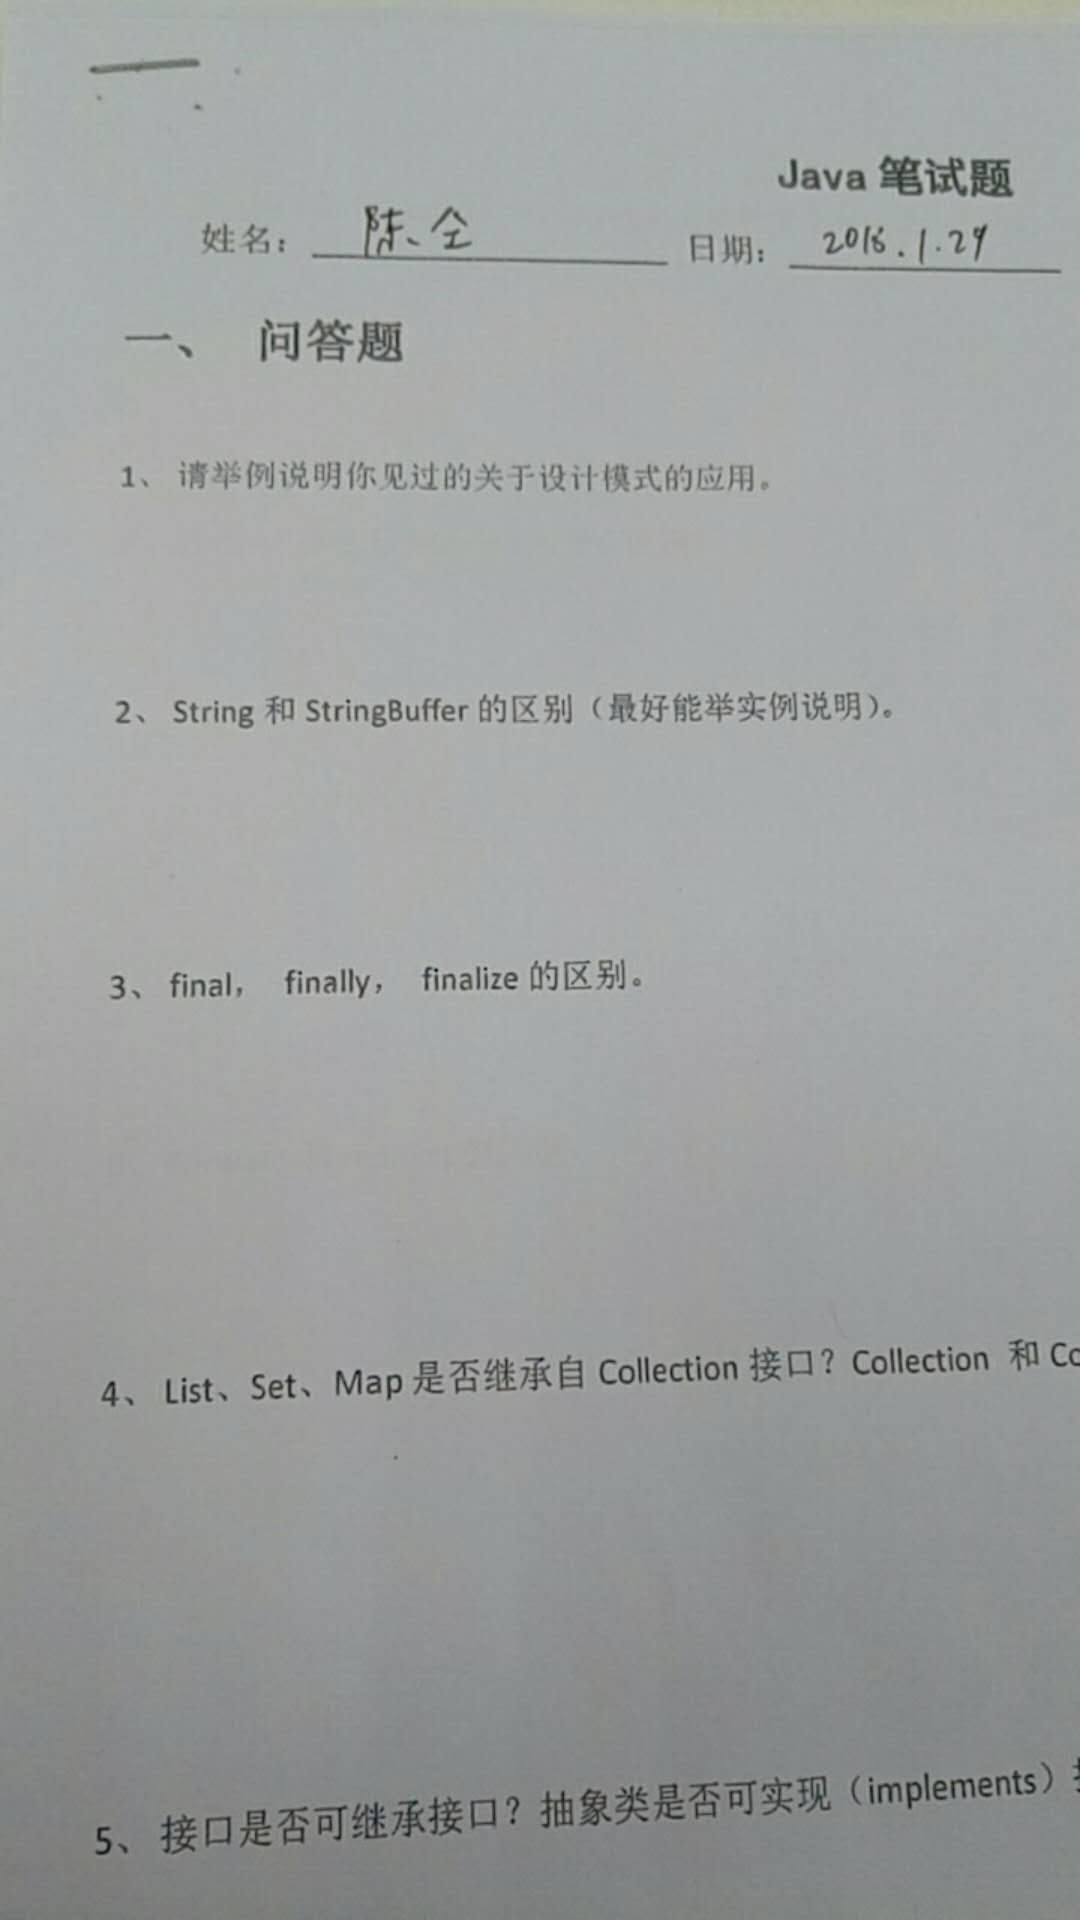 Java 笔试题
姓名： 陈、仝 日期： 2018.1.29
一、 问答题
1、 请举例说明你见过的关于设计模式的应用。
2、 String 和 StringBuffer 的区别（最好能举实例说明）。
3、 final， finally， finalize 的区别。
4、 List、Set、Map 是否继承自 Collection 接口？Collection 和 Co
5、 接口是否可继承接口？抽象类是否可实现（implements）